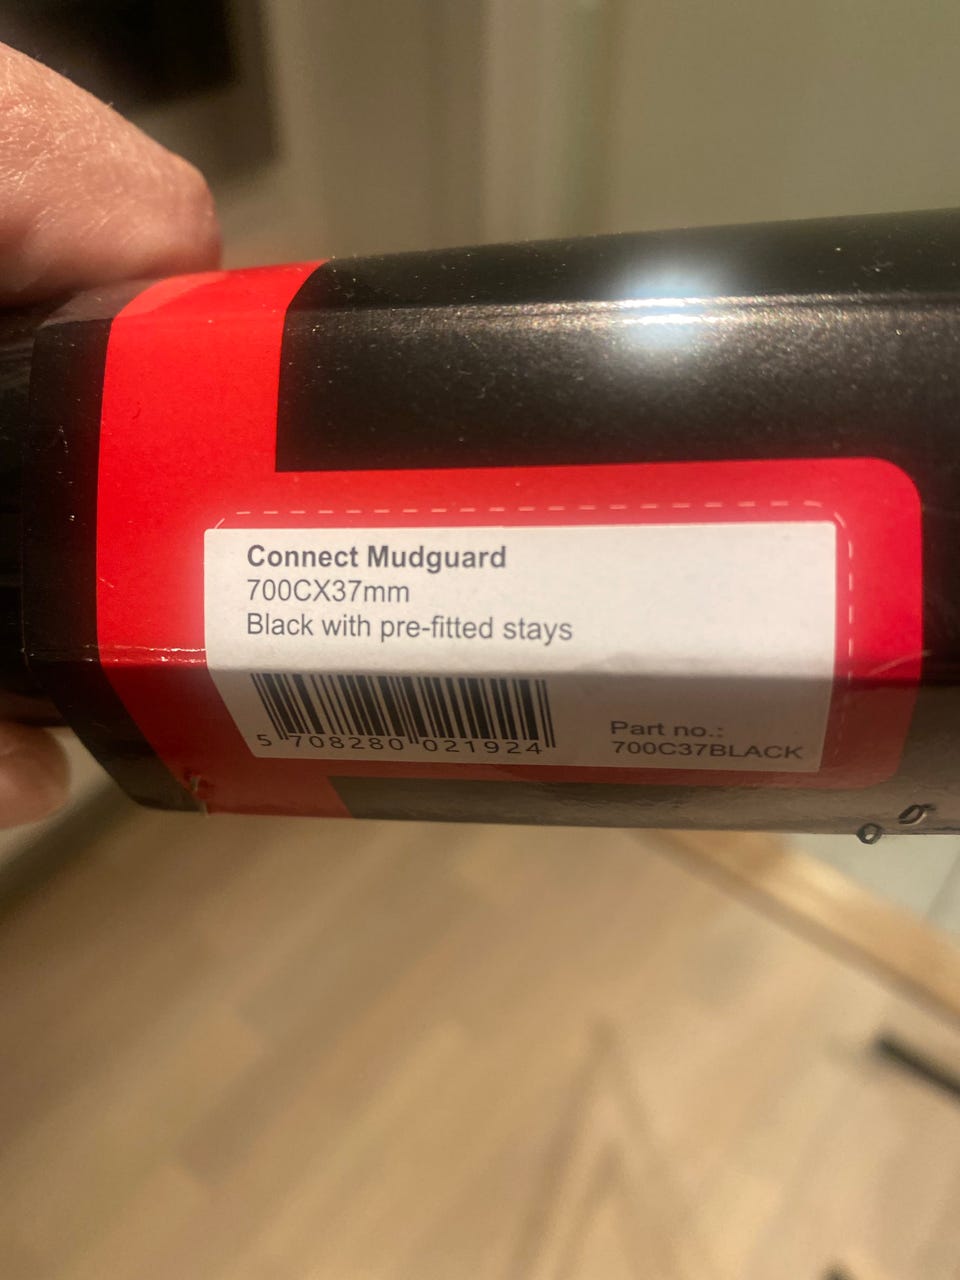 Connect Mudguard
700CX37mm
Black with pre-fitted stays
5 708280 021924
Part no.:
700C37BLACK